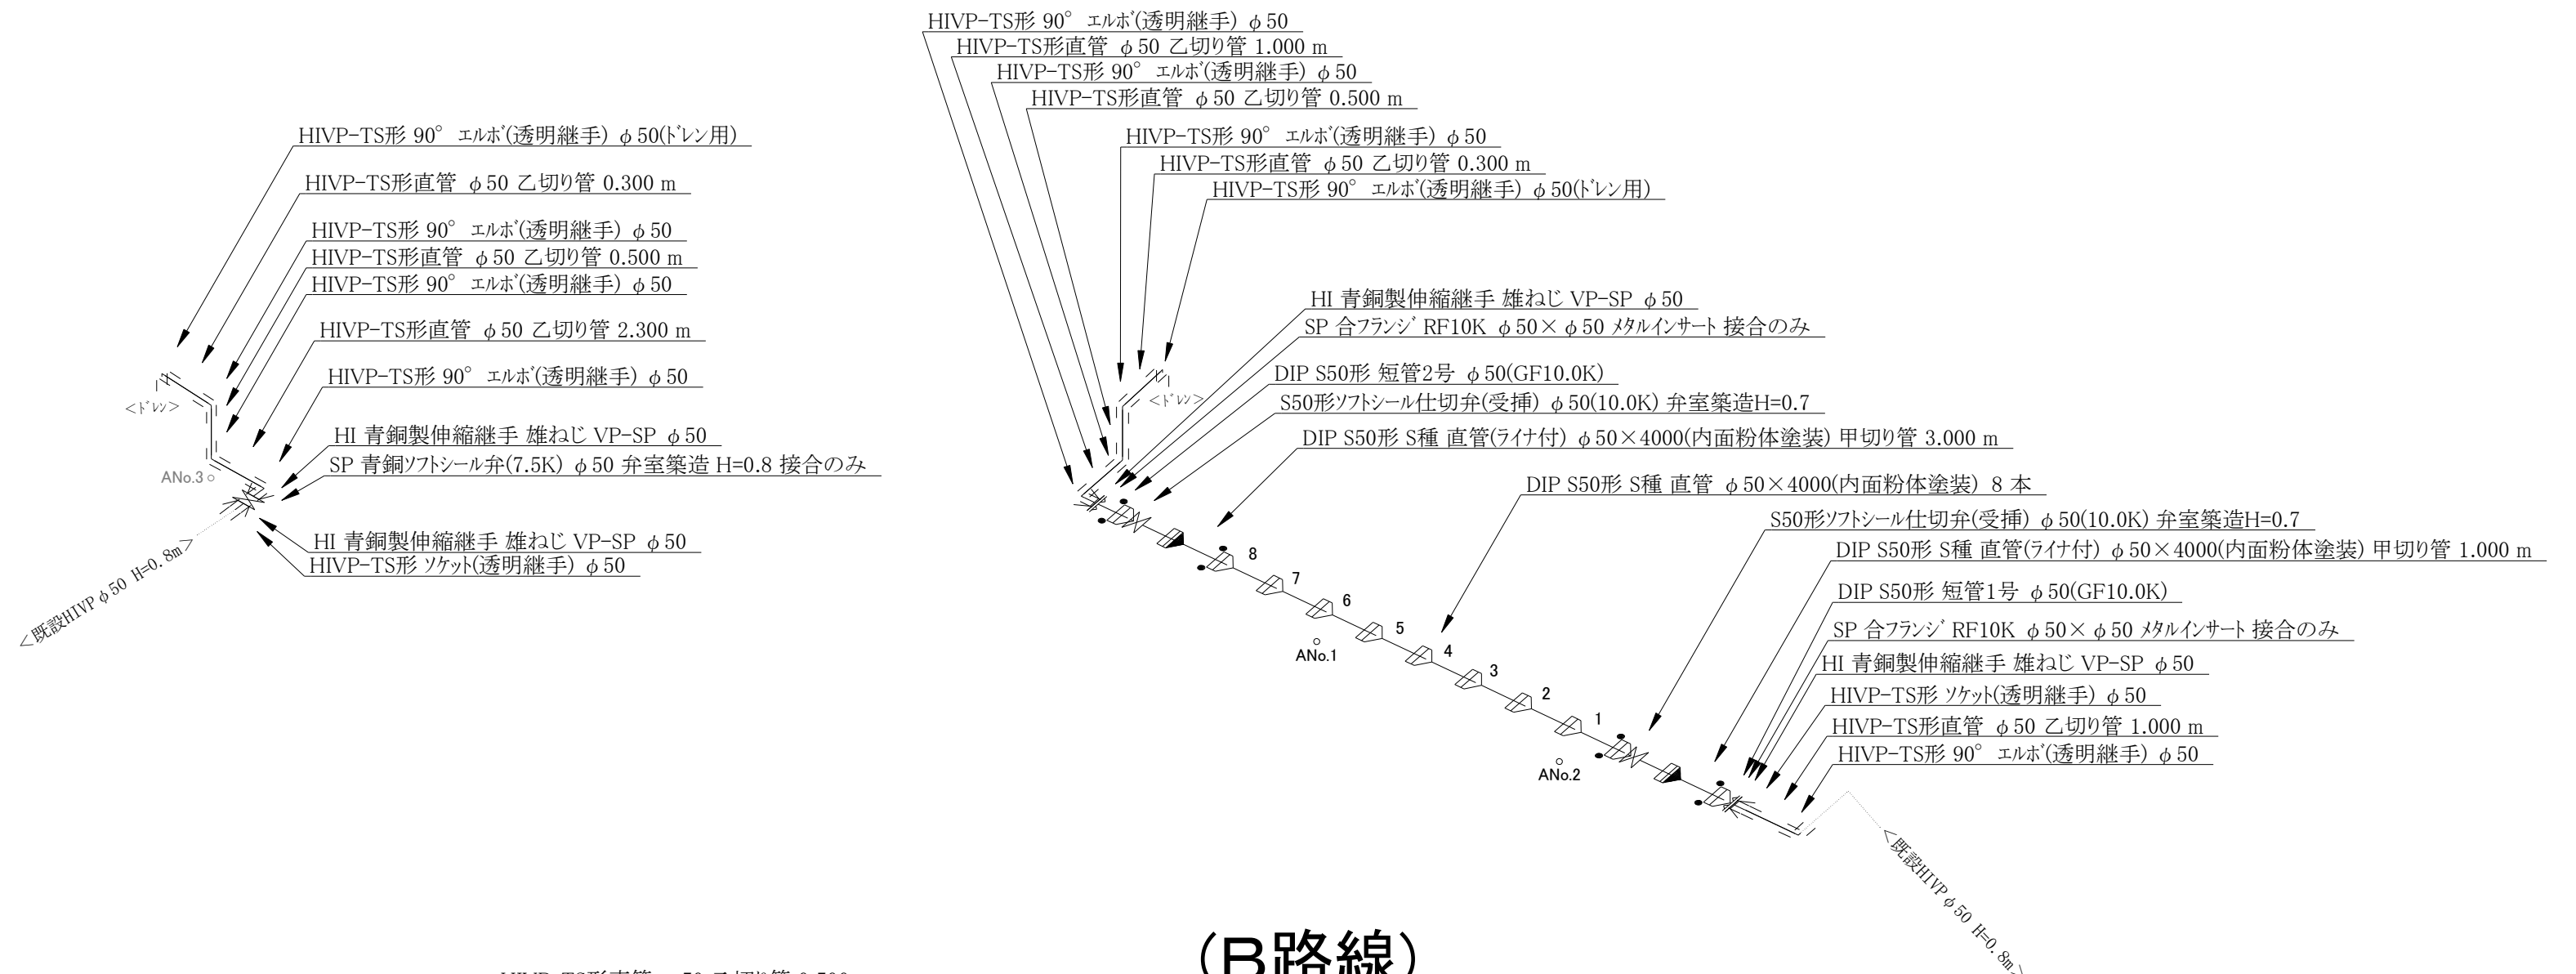 HIVP-TS形 90° エルボ(透明継手) φ50(ドレン用)
HIVP-TS形直管 φ50 乙切り管 0.300 m
HIVP-TS形 90° エルボ(透明継手) φ50
HIVP-TS形直管 φ50 乙切り管 0.500 m
HIVP-TS形 90° エルボ(透明継手) φ50
HIVP-TS形直管 φ50 乙切り管 2.300 m
HIVP-TS形 90° エルボ(透明継手) φ50
<ドレン>
HI 青銅製伸縮継手 雄ねじ VP-SP φ50
SP 青銅ソフトシール弁(7.5K) φ50 弁室築造 H=0.8 接合のみ
ANo.3
HI 青銅製伸縮継手 雄ねじ VP-SP φ50
HIVP-TS形 ソケット(透明継手) φ50
<既設HIVPφ50 H=0.8m>
HIVP-TS形 90° エルボ(透明継手) φ50
HIVP-TS形直管 φ50 乙切り管 1.000 m
HIVP-TS形 90° エルボ(透明継手) φ50
HIVP-TS形直管 φ50 乙切り管 0.500 m
HIVP-TS形 90° エルボ(透明継手) φ50
HIVP-TS形直管 φ50 乙切り管 0.300 m
HIVP-TS形 90° エルボ(透明継手) φ50(ドレン用)
HI 青銅製伸縮継手 雄ねじ VP-SP φ50
SP 合フランジ RF10K φ50×φ50 メタルインサート 接合のみ
DIP S50形 短管2号 φ50(GF10.0K)
<ドレン>
S50形ソフトシール仕切弁(受挿) φ50(10.0K) 弁室築造H=0.7
DIP S50形 S種 直管(ライナ付) φ50×4000(内面粉体塗装) 甲切り管 3.000 m
DIP S50形 S種 直管 φ50×4000(内面粉体塗装) 8 本
S50形ソフトシール仕切弁(受挿) φ50(10.0K) 弁室築造H=0.7
DIP S50形 S種 直管(ライナ付) φ50×4000(内面粉体塗装) 甲切り管 1.000 m
DIP S50形 短管1号 φ50(GF10.0K)
SP 合フランジ RF10K φ50×φ50 メタルインサート 接合のみ
HI 青銅製伸縮継手 雄ねじ VP-SP φ50
HIVP-TS形 ソケット(透明継手) φ50
HIVP-TS形直管 φ50 乙切り管 1.000 m
HIVP-TS形 90° エルボ(透明継手) φ50
8
7
6
5
4
3
2
1
ANo.1
ANo.2
<既設HIVPφ50 H=0.8m>
(B路線)